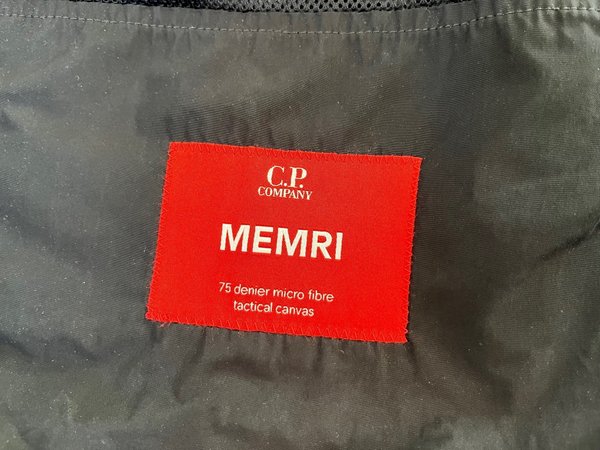 C.P.
COMPANY
MEMRI
75 denier micro fibre
tactical canvas